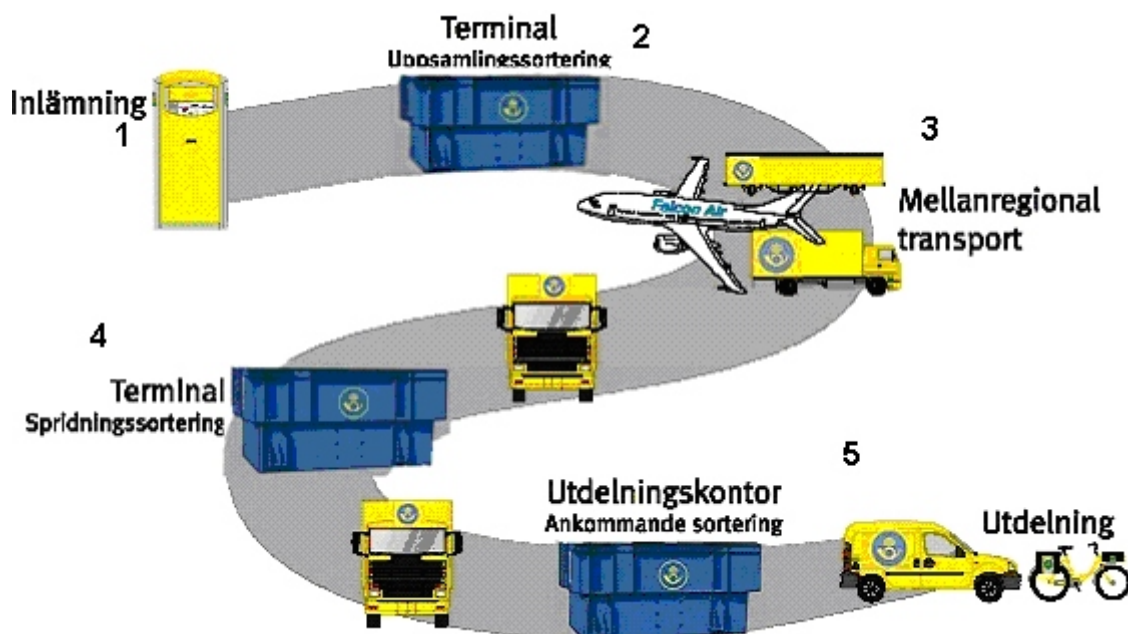 Inlämning
1
Terminal
Uppsamlingssortering
2
3
Falcon Air
Mellanregional
transport
4
Terminal
Spridningssortering
5
Utdelningskontor
Ankommande sortering
Utdelning